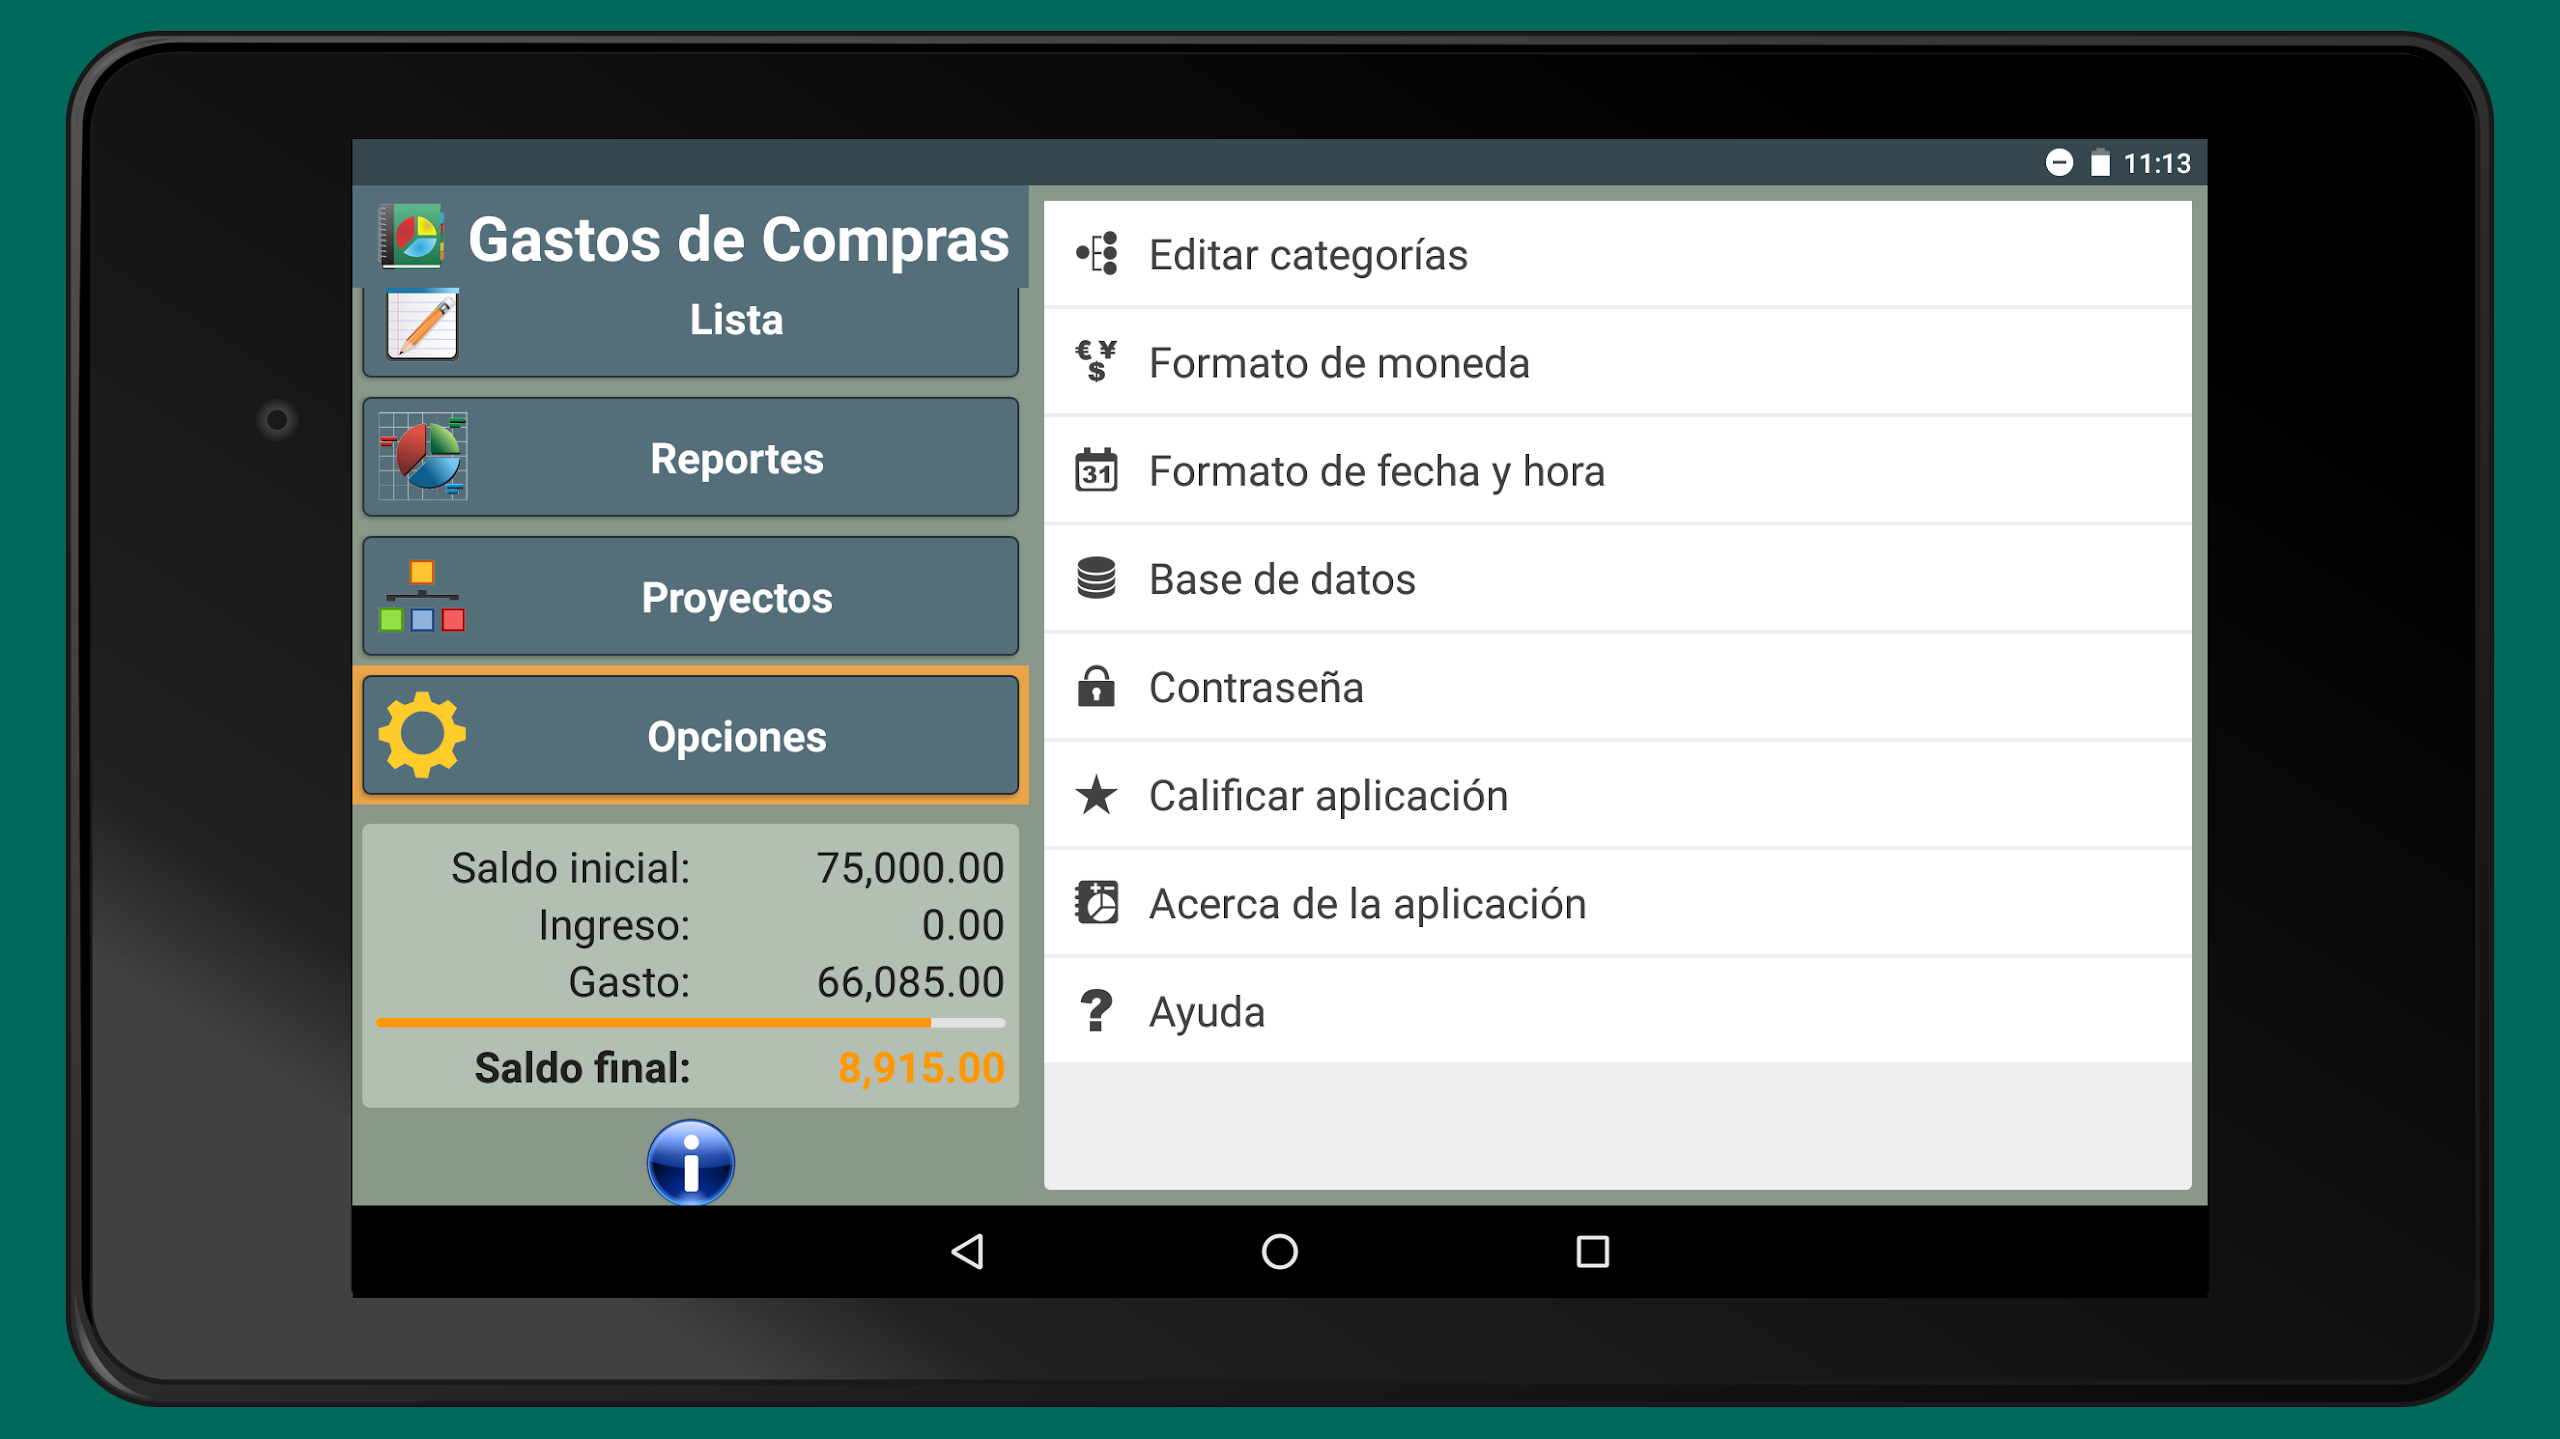 11:13
Gastos de Compras
Lista
Reportes
Proyectos
Opciones
Saldo inicial: 75,000.00
Ingreso: 0.00
Gasto: 66,085.00
Saldo final: 8,915.00
Editar categorías
€ ¥
$
Formato de moneda
31
Formato de fecha y hora
Base de datos
Contraseña
Calificar aplicación
Acerca de la aplicación
?
Ayuda